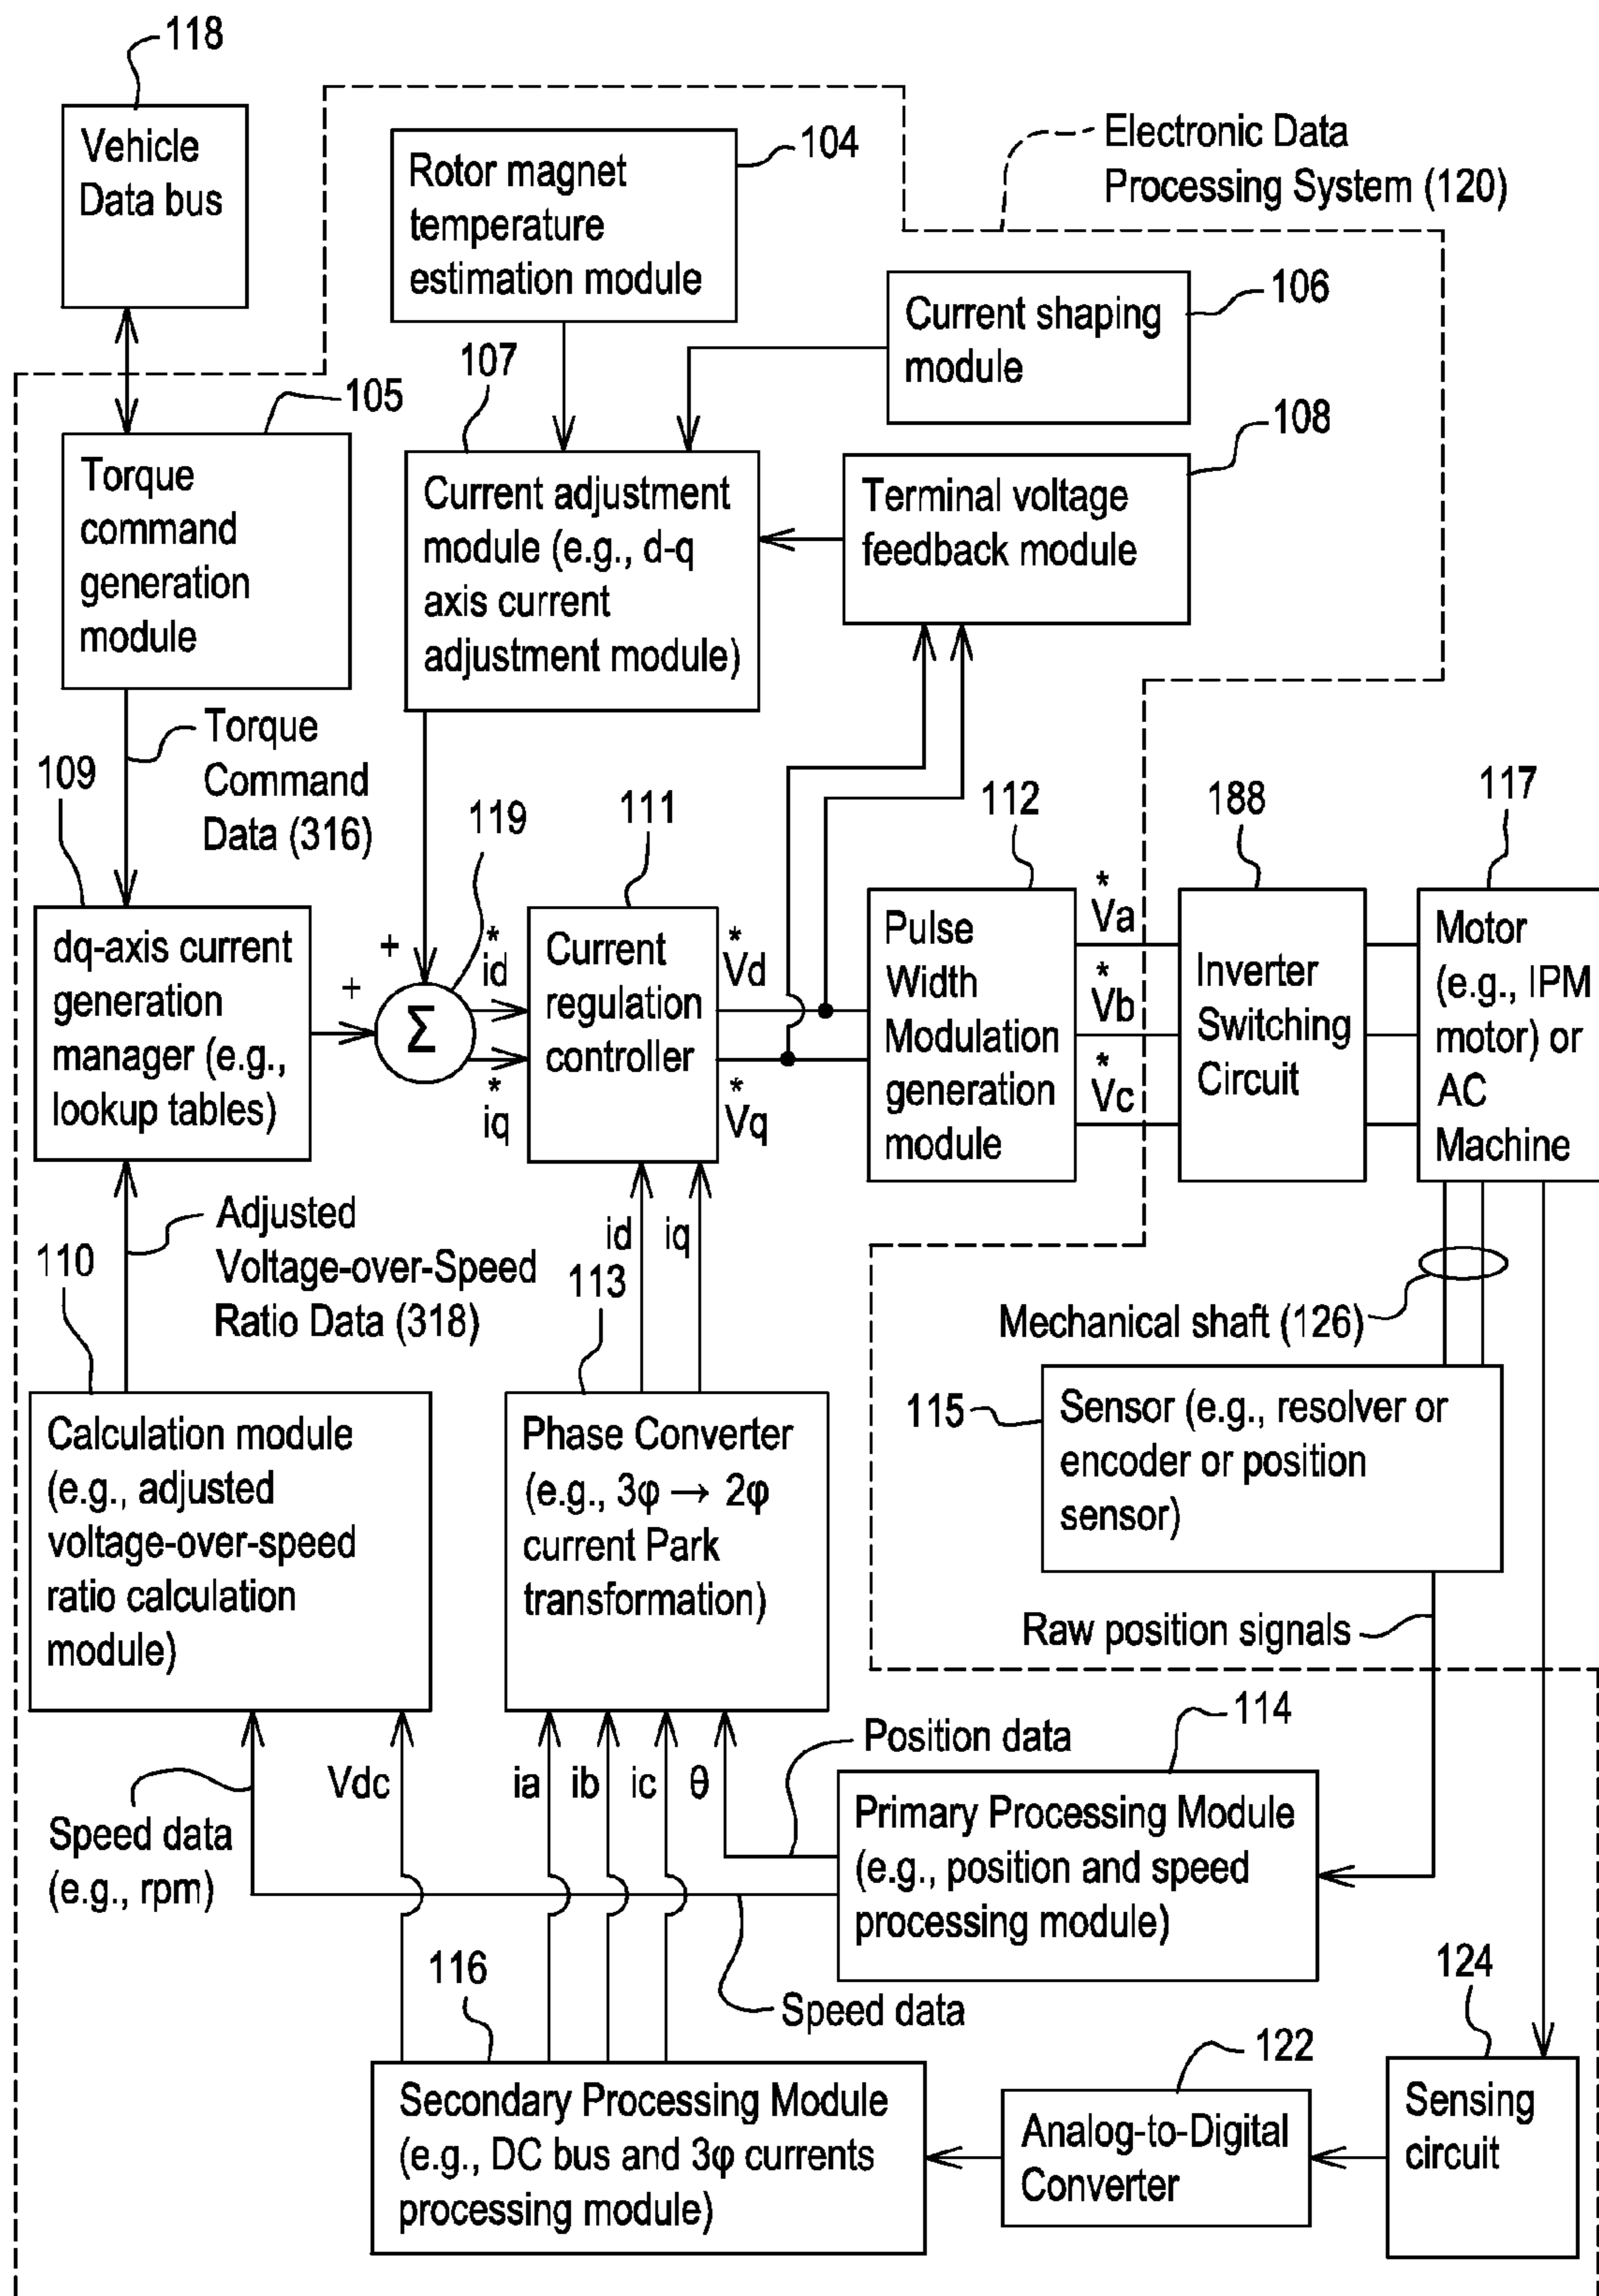 118
Vehicle
Data bus
Rotor magnet
temperature
estimation module
104
Electronic Data
Processing System (120)
Current shaping
module
106
105
107
108
Torque
command
generation
module
Current adjustment
module (e.g., d-q
axis current
adjustment module)
Terminal voltage
feedback module
Torque
Command
Data (316)
109
119
111
112
188
117
dq-axis current
generation
manager (e.g.,
lookup tables)
+
+
Σ
*
id
*
iq
Current
regulation
controller
*
Vd
*
Vq
Pulse
Width
Modulation
generation
module
*
Va
*
Vb
*
Vc
Inverter
Switching
Circuit
Motor
(e.g., IPM
motor) or
AC
Machine
110
Adjusted
Voltage-over-Speed
Ratio Data (318)
id
iq
113
Mechanical shaft (126)
Calculation module
(e.g., adjusted
voltage-over-speed
ratio calculation
module)
Phase Converter
(e.g., 3φ → 2φ
current Park
transformation)
115
Sensor (e.g., resolver or
encoder or position
sensor)
Raw position signals
Speed data
(e.g., rpm)
Vdc
ia
ib
ic
θ
Position data
114
Primary Processing Module
(e.g., position and speed
processing module)
Speed data
116
122
124
Secondary Processing Module
(e.g., DC bus and 3φ currents
processing module)
Analog-to-Digital
Converter
Sensing
circuit